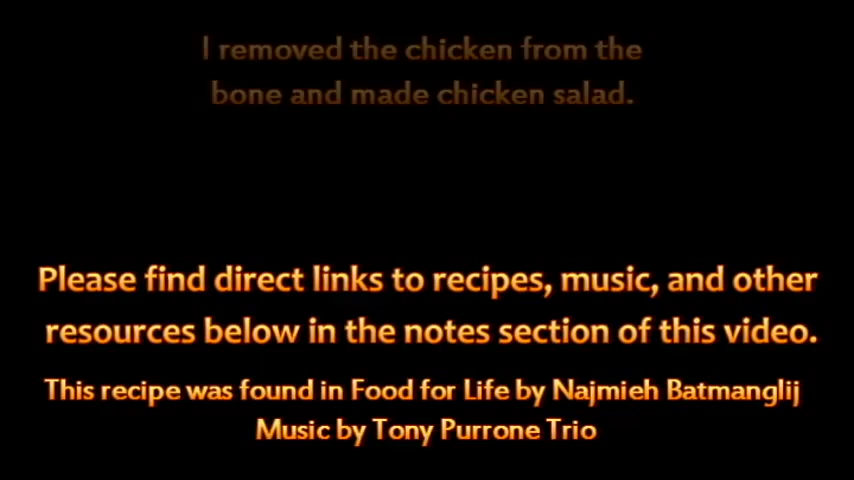 I removed the chicken from the
bone and made chicken salad.
Please find direct links to recipes, music, and other
resources below in the notes section of this video.
This recipe was found in Food for Life by Najmieh Batmanglij
Music by Tony Purrone Trio